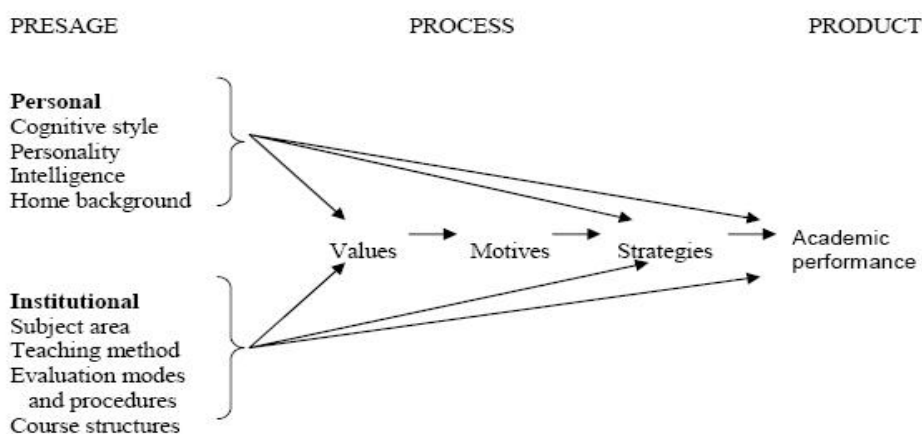 PRESAGE
PROCESS
PRODUCT
Personal
Cognitive style
Personality
Intelligence
Home background
Values
Motives
Strategies
Academic
performance
Institutional
Subject area
Teaching method
Evaluation modes
and procedures
Course structures